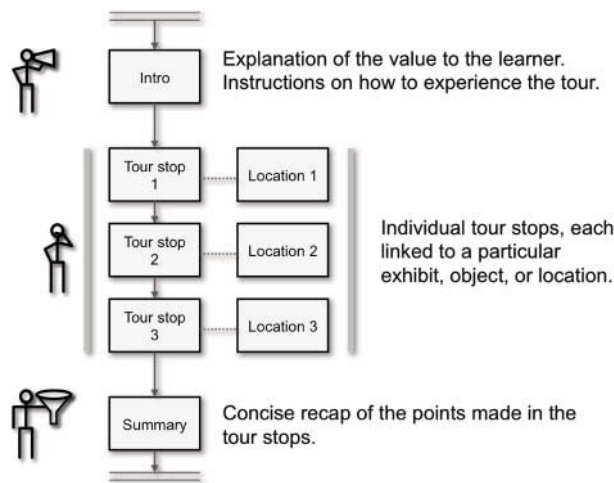 Intro
Explanation of the value to the learner.
Instructions on how to experience the tour.
Tour stop
1
Location 1
Tour stop
2
Location 2
Tour stop
3
Location 3
Individual tour stops, each
linked to a particular
exhibit, object, or location.
Summary
Concise recap of the points made in the
tour stops.